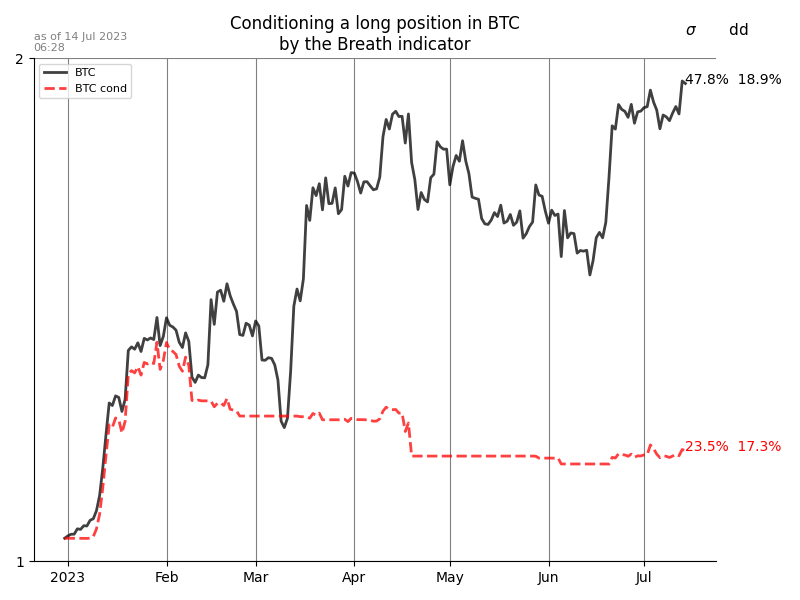 Conditioning a long position in BTC
by the Breath indicator
σ dd
as of 14 Jul 2023
06:28
2
BTC
BTC cond
47.8% 18.9%
23.5% 17.3%
1
2023 Feb Mar Apr May Jun Jul